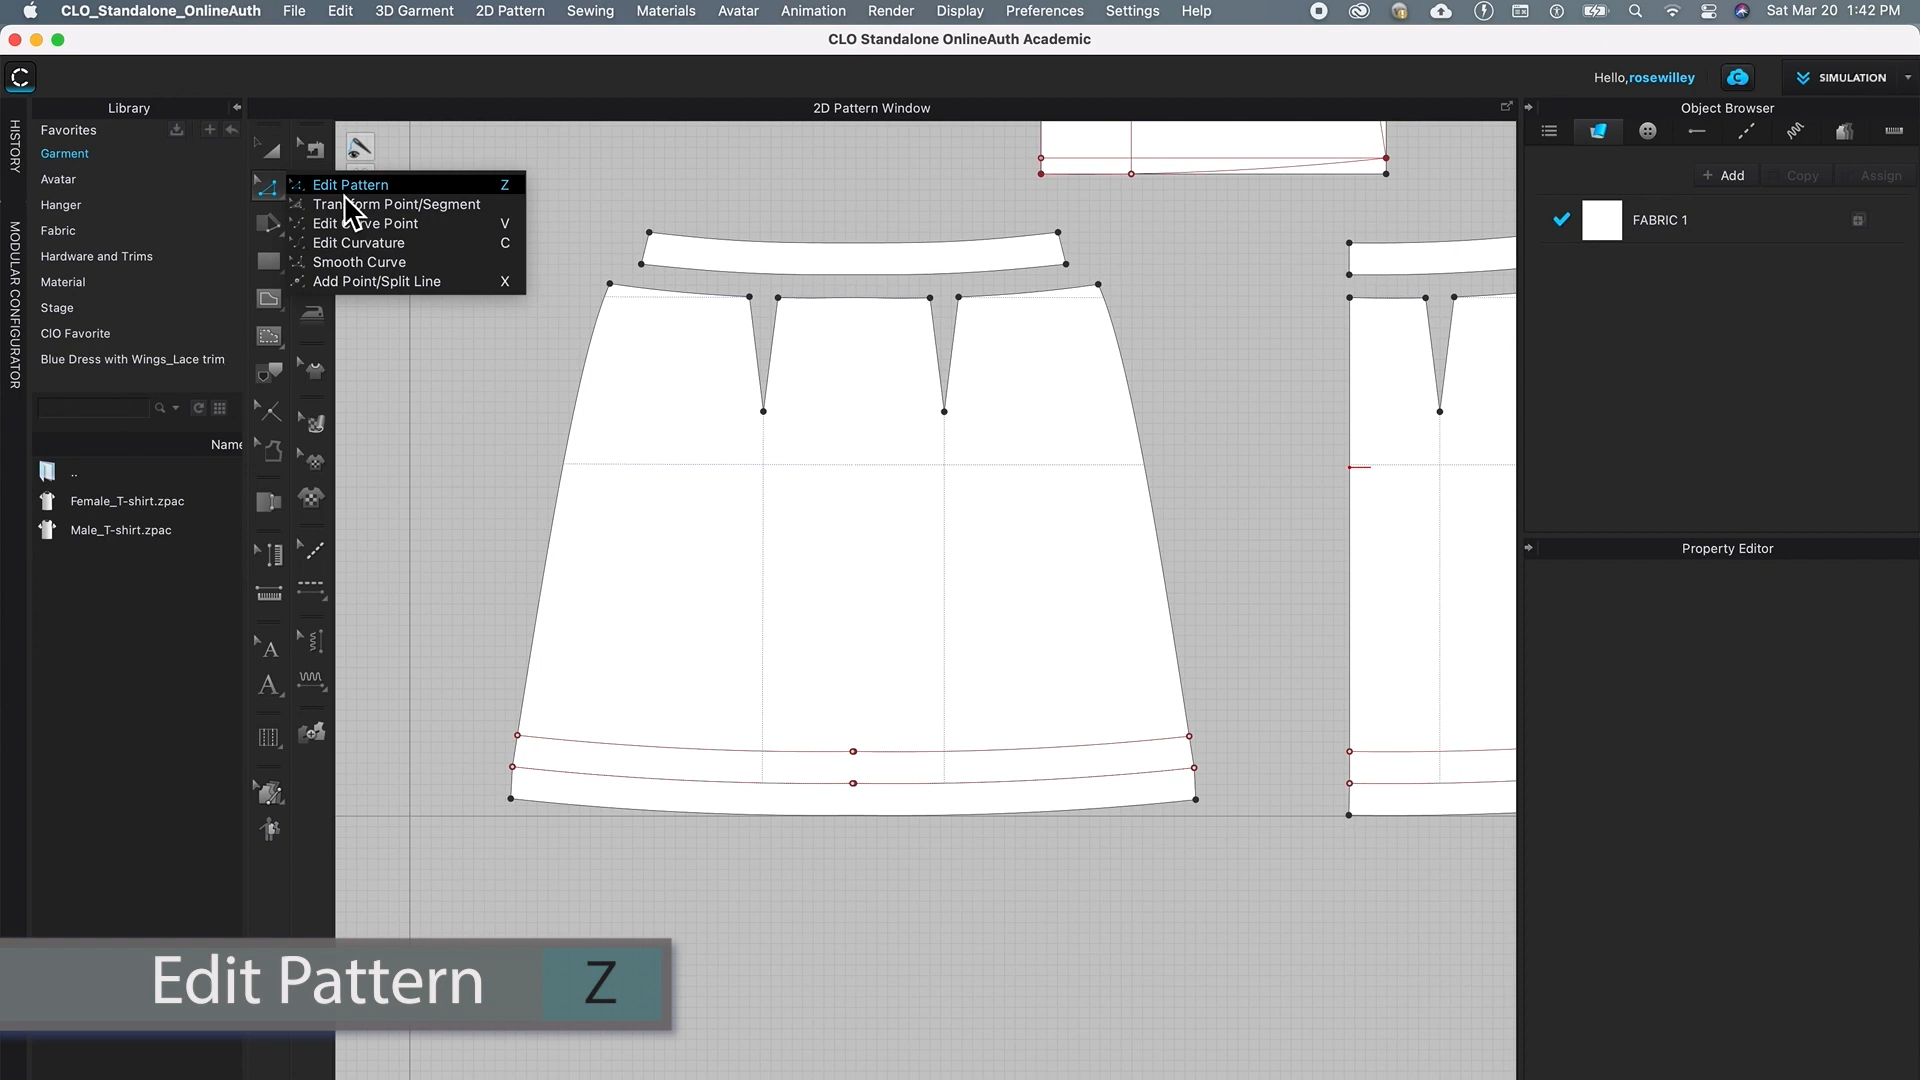 CLO_Standalone_OnlineAuth File Edit 3D Garment 2D Pattern Sewing Materials Avatar Animation Render Display Preferences Settings Help Sat Mar 20 1:42 PM
CLO Standalone OnlineAuth Academic
Hello,rosewilley SIMULATION
Library
2D Pattern Window
Object Browser
HISTORY
MODULAR CONFIGURATOR
Favorites
Garment
Avatar
Hanger
Fabric
Hardware and Trims
Material
Stage
ClO Favorite
Blue Dress with Wings_Lace trim
Name
..
Female_T-shirt.zpac
Male_T-shirt.zpac
Edit Pattern Z
Transform Point/Segment
Edit Curve Point V
Edit Curvature C
Smooth Curve
Add Point/Split Line X
+ Add Copy Assign
FABRIC 1
Property Editor
Edit Pattern Z